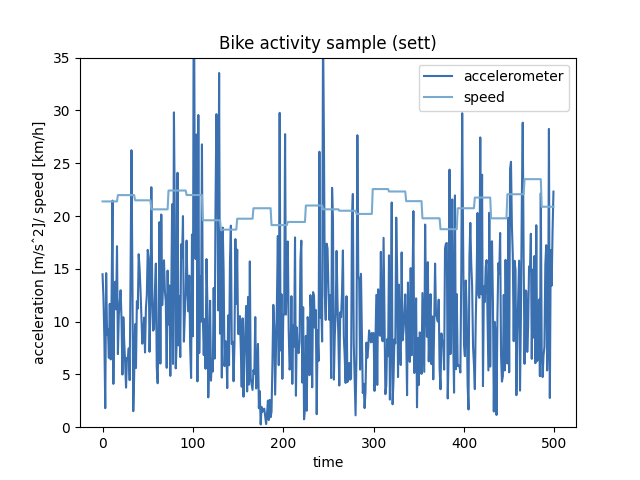 Bike activity sample (sett)
35
30
25
20
15
10
5
0
acceleration [m/s^2]/ speed [km/h]
accelerometer
speed
0 100 200 300 400 500
time